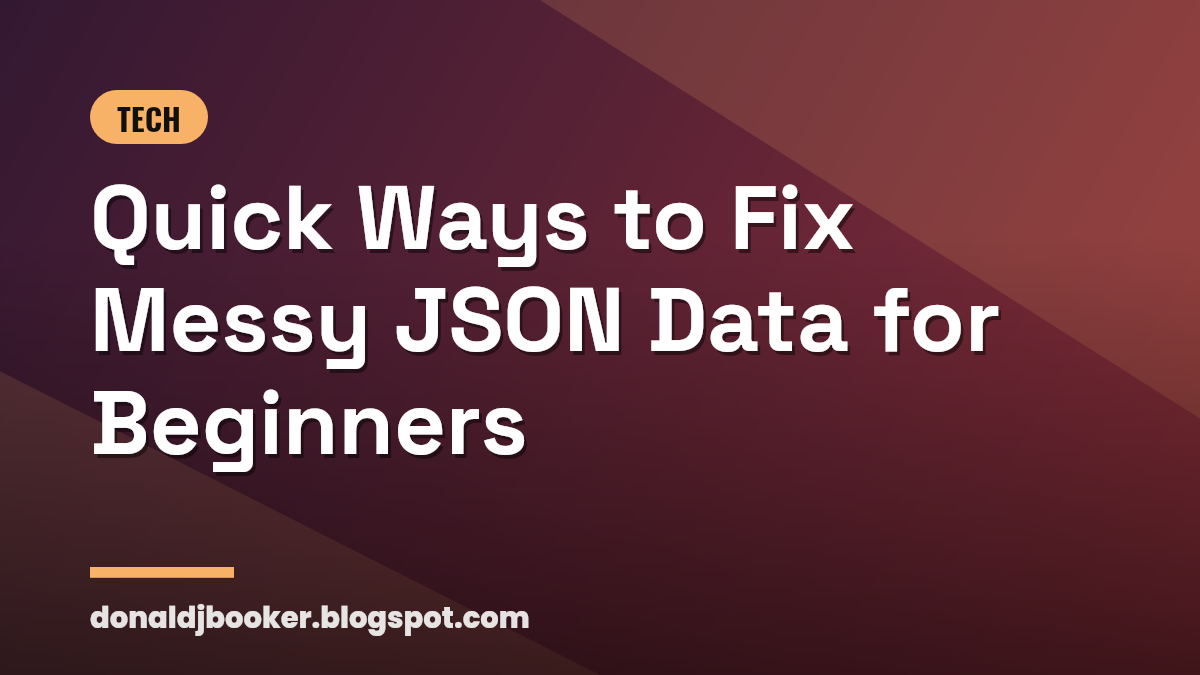 TECH
Quick Ways to Fix
Messy JSON Data for
Beginners
donaldjbooker.blogspot.com